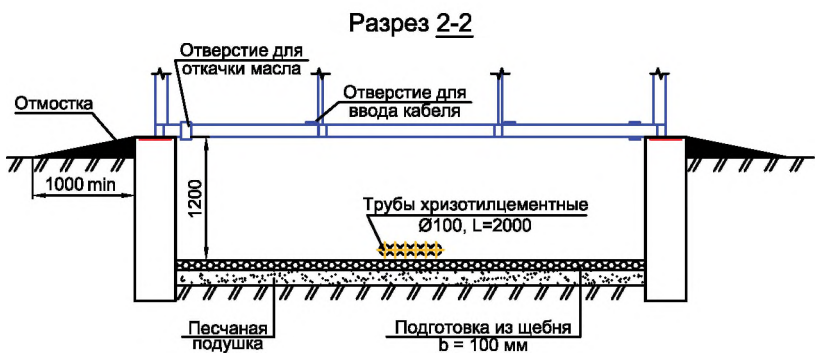 Разрез 2-2
Отверстие для
откачки масла
Отверстие для
ввода кабеля
Отмостка
1000 min
1200
Трубы хризотилцементные
Ø100, L=2000
Песчаная
подушка
Подготовка из щебня
b = 100 мм